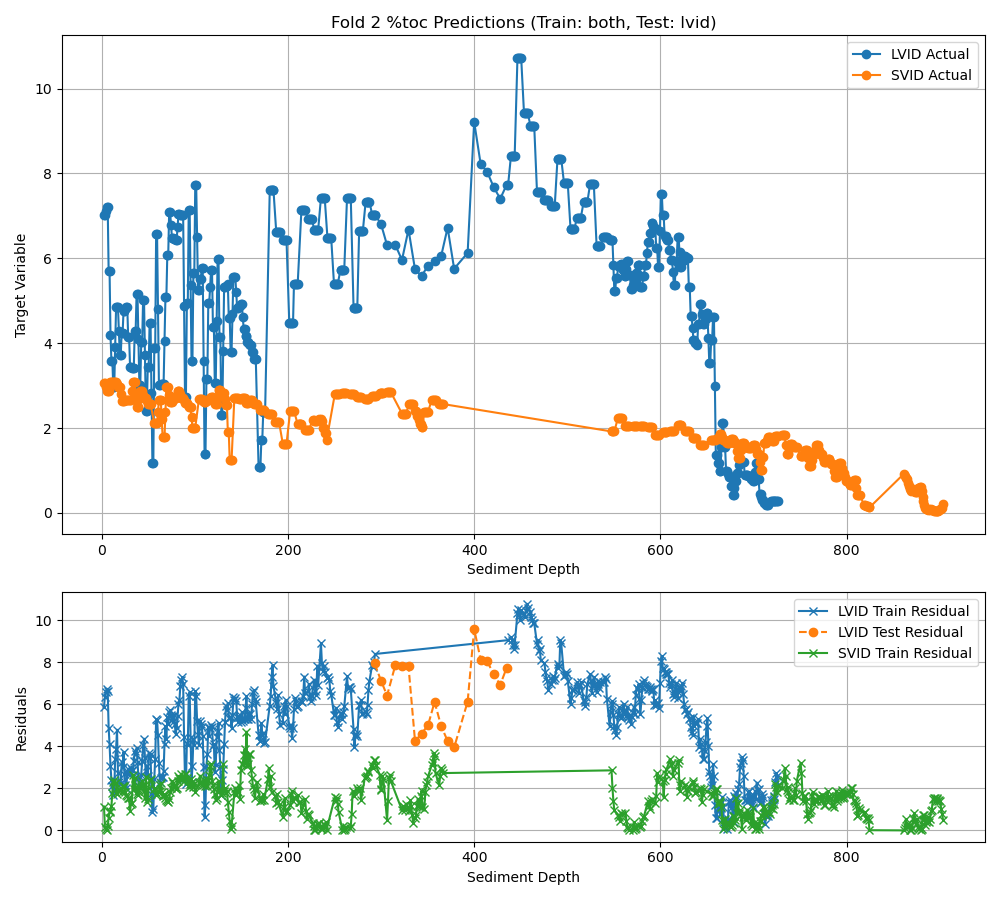 Fold 2 %toc Predictions (Train: both, Test: lvid)
LVID Actual
SVID Actual
Target Variable
10
8
6
4
2
0
0 200 400 600 800
Sediment Depth
LVID Train Residual
LVID Test Residual
SVID Train Residual
Residuals
10
8
6
4
2
0
0 200 400 600 800
Sediment Depth